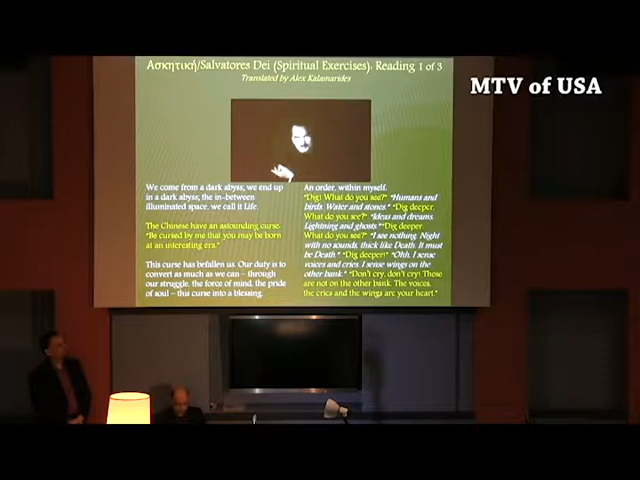 Ασκητική/Salvatores Dei (Spiritual Exercises). Reading 1 of 3
Translated by Alex Kalamarides
MTV of USA
We come from a dark abyss; we end up
in a dark abyss; the in-between
illuminated space, we call it Life.
The Chinese have an astounding curse.
"Be cursed by me that you may be born
at an interesting era."
This curse has befallen us. Our duty is to
convert as much as we can – through
our struggle, the force of mind, the pride
of soul – this curse into a blessing.
An order, within myself.
"Dig! What do you see?" "Humans and
birds. Water and stones." "Dig deeper.
What do you see?" "Ideas and dreams.
Lightning and ghosts." "Dig deeper.
What do you see?" "I see nothing. Night
with no sounds, thick like Death. It must
be Death." "Dig deeper!" "Ohh, I sense
voices and cries. I sense wings on the
other bank." "Don't cry, don't cry! These
are not on the other bank. The voices,
the cries and the wings are your heart."